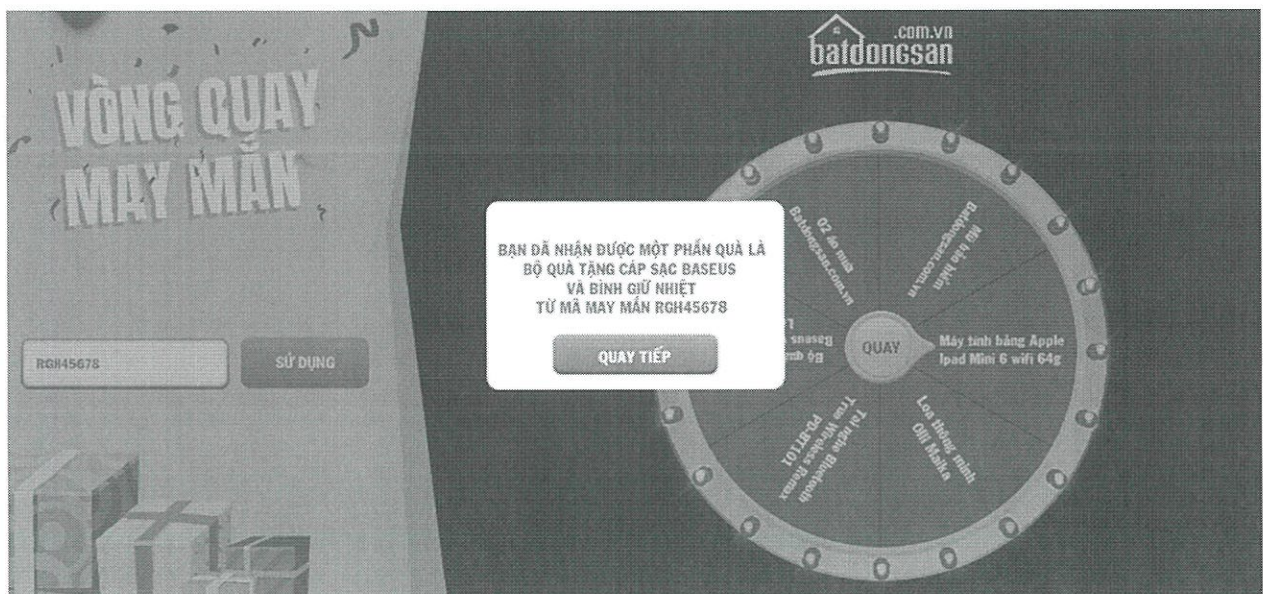 VÒNG QUAY
MAY MẮN
RGH45678
SỬ DỤNG
.com.vn
batdongsan
BẠN ĐÃ NHẬN ĐƯỢC MỘT PHẦN QUÀ LÀ
BỘ QUÀ TẶNG CÁP SẠC BASEUS
VÀ BÌNH GIỮ NHIỆT
TỪ MÃ MAY MẮN RGH45678
QUAY TIẾP
02 áo mưa
Batdongsan.com.vn
Mũ bảo hiểm
Batdongsan.com.vn
Bộ quà
Baseus
QUAY
Máy tính bảng Apple
Ipad Mini 6 wifi 64g
Loa thông minh
Olli Maika
Tai nghe Bluetooth
True Wireless Remax
PD-BT101